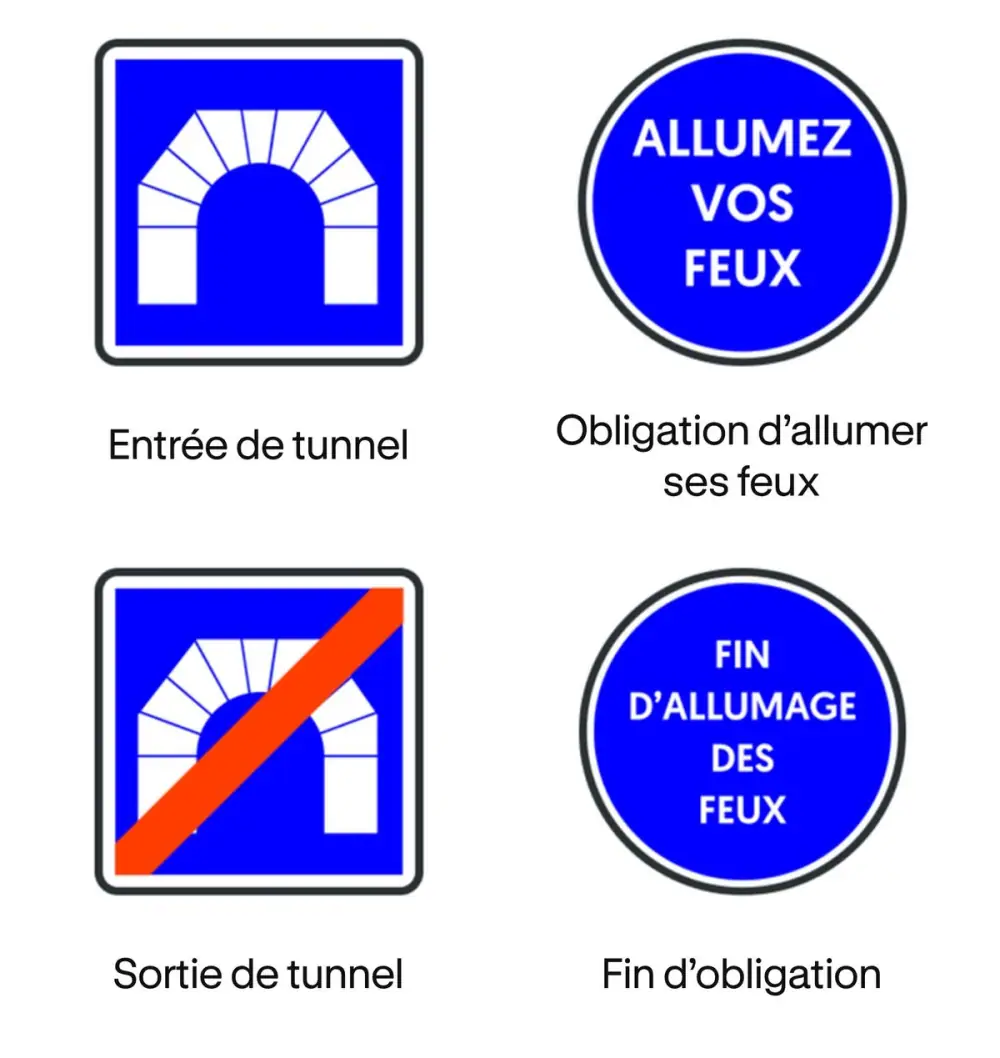 ALLUMEZ
VOS
FEUX
Entrée de tunnel
Obligation d’allumer
ses feux
FIN
D’ALLUMAGE
DES
FEUX
Sortie de tunnel
Fin d’obligation